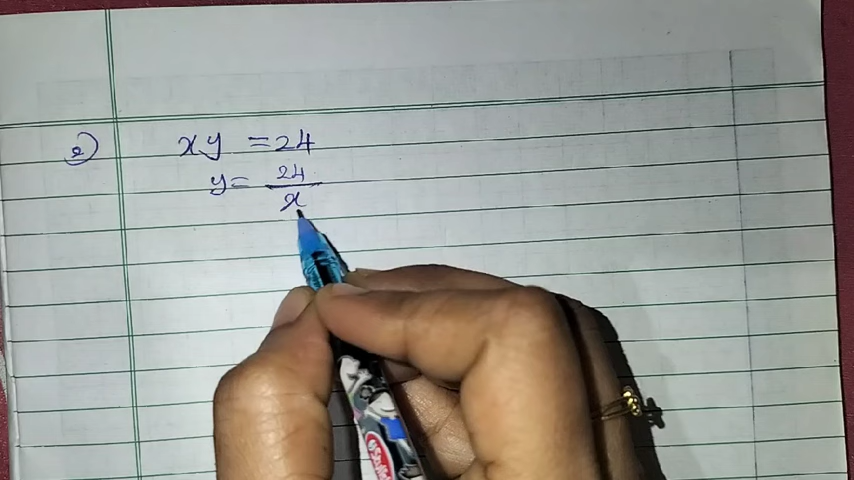 2) xy = 24
y = 24/x